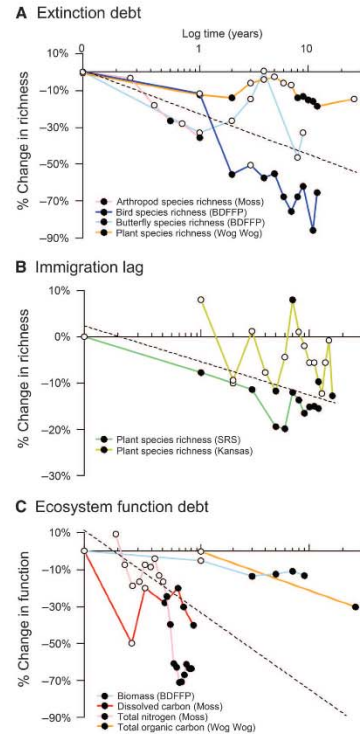 A Extinction debt
Log time (years)
0 1 10
10%
0%
-10%
-30%
-50%
-70%
-90%
% Change in richness
Arthropod species richness (Moss)
Bird species richness (BDFFP)
Butterfly species richness (BDFFP)
Plant species richness (Wog Wog)
B Immigration lag
10%
0%
-10%
-20%
-30%
% Change in richness
Plant species richness (SRS)
Plant species richness (Kansas)
C Ecosystem function debt
10%
0%
-10%
-30%
-50%
-70%
-90%
% Change in function
Biomass (BDFFP)
Dissolved carbon (Moss)
Total nitrogen (Moss)
Total organic carbon (Wog Wog)